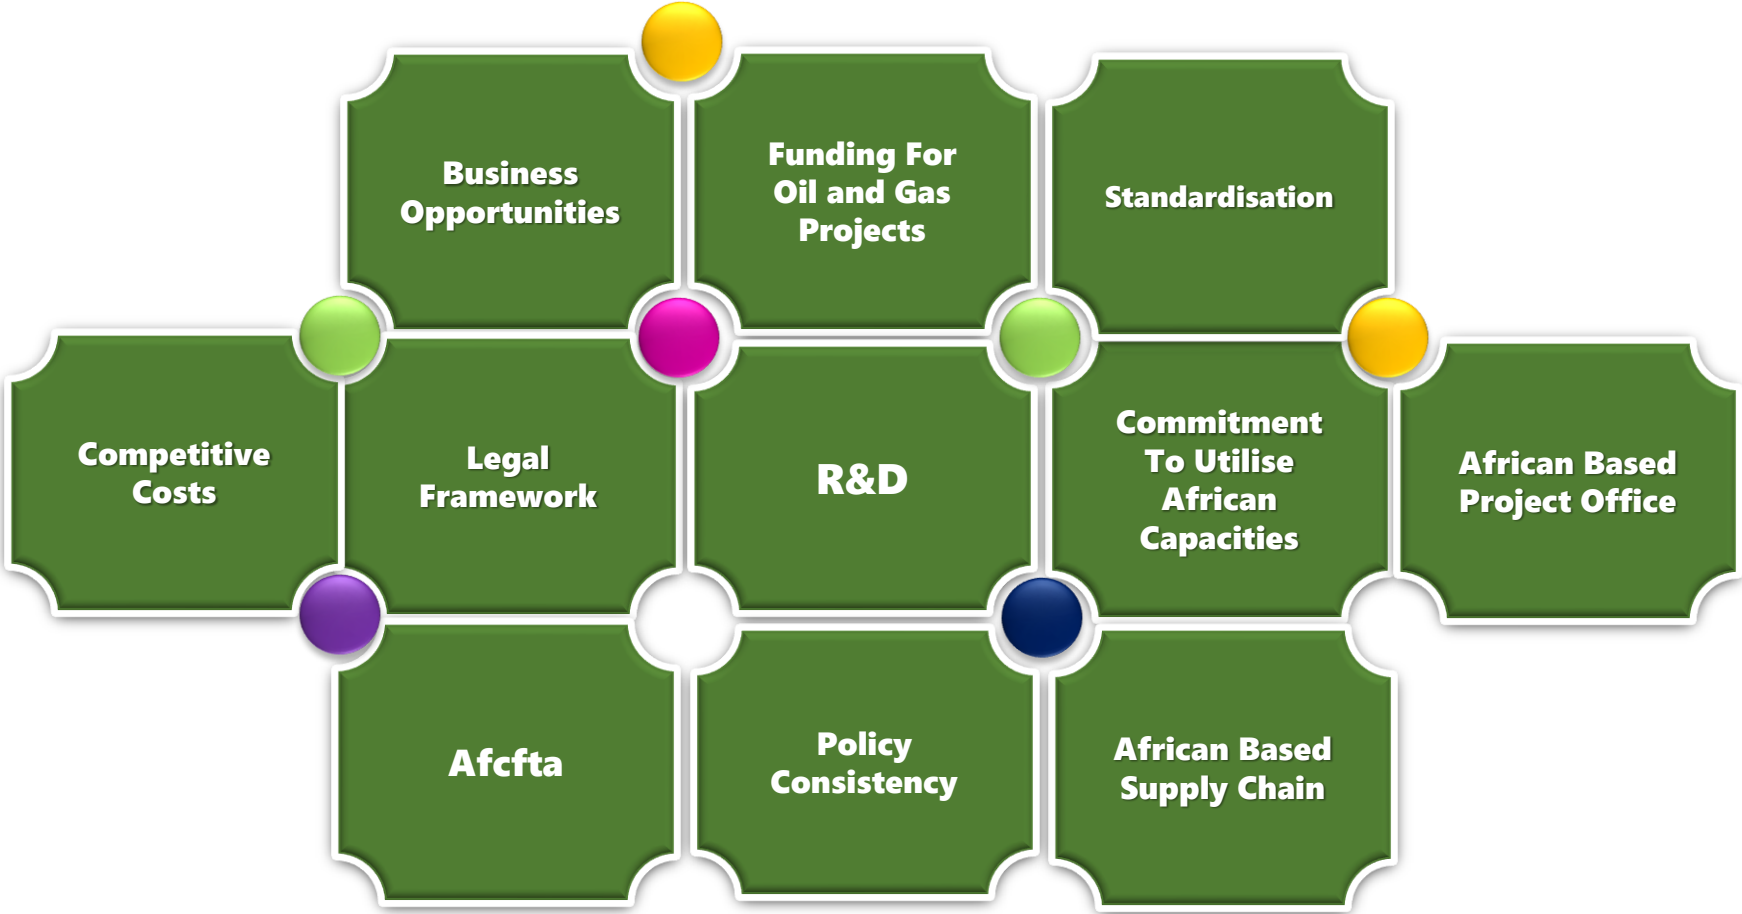 Business
Opportunities
Funding For
Oil and Gas
Projects
Standardisation
Competitive
Costs
Legal
Framework
R&D
Commitment
To Utilise
African
Capacities
African Based
Project Office
Afcfta
Policy
Consistency
African Based
Supply Chain